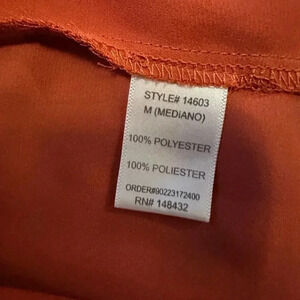 STYLE# 14603
M (MEDIANO)
100% POLYESTER
100% POLIESTER
ORDER#90223172400
RN# 148432